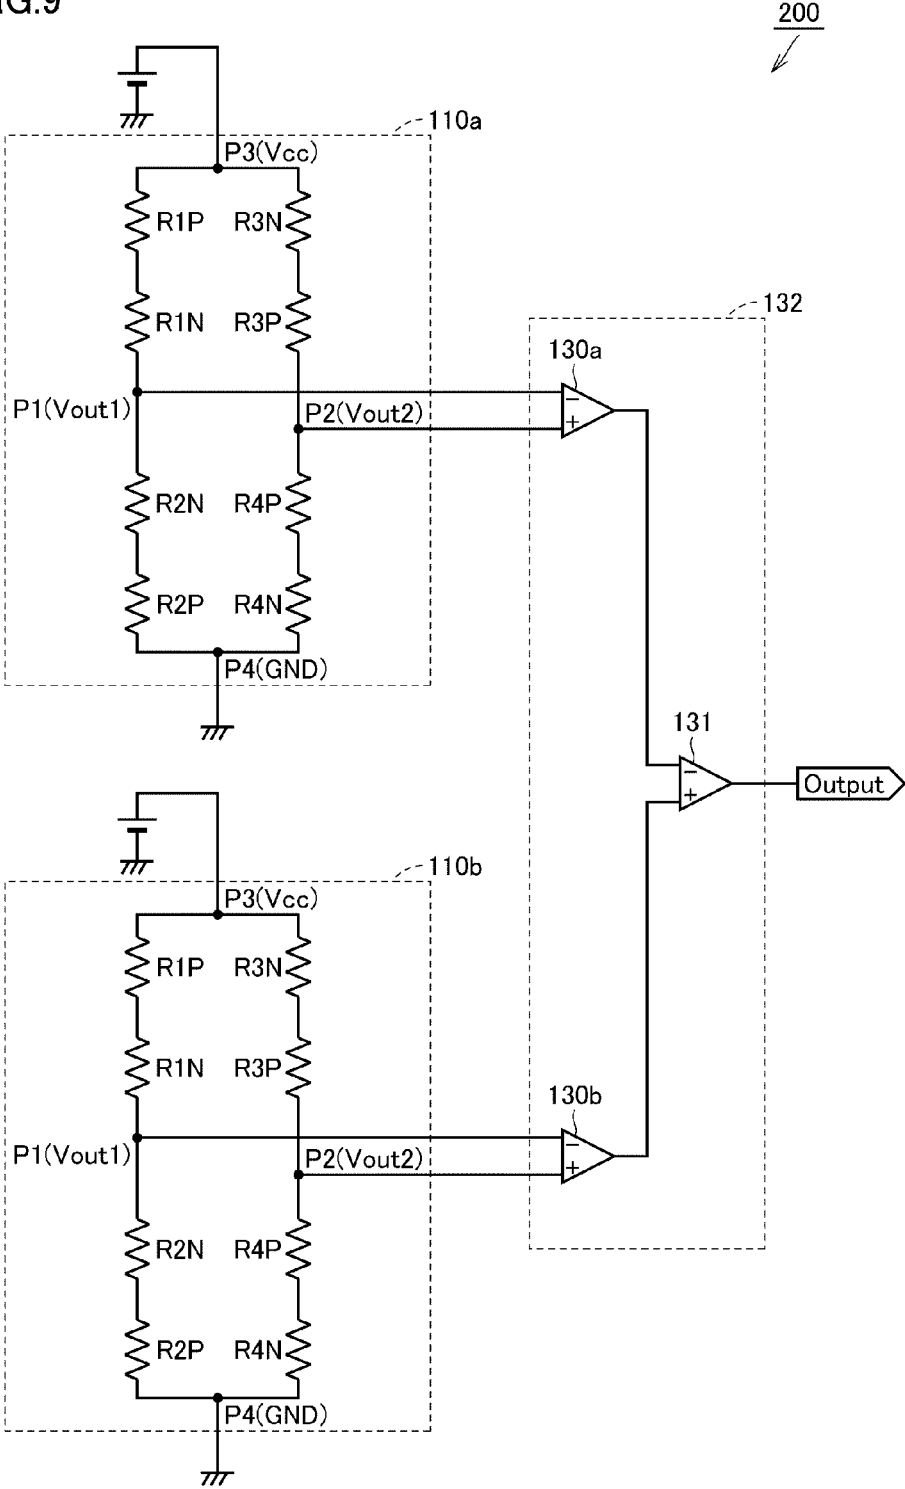 200
110a
P3(Vcc)
R1P R3N
R1N R3P
132
130a
P1(Vout1) P2(Vout2)
−
+
R2N R4P
R2P R4N
P4(GND)
131
−
+
Output
110b
P3(Vcc)
R1P R3N
R1N R3P
130b
P1(Vout1) P2(Vout2)
−
+
R2N R4P
R2P R4N
P4(GND)